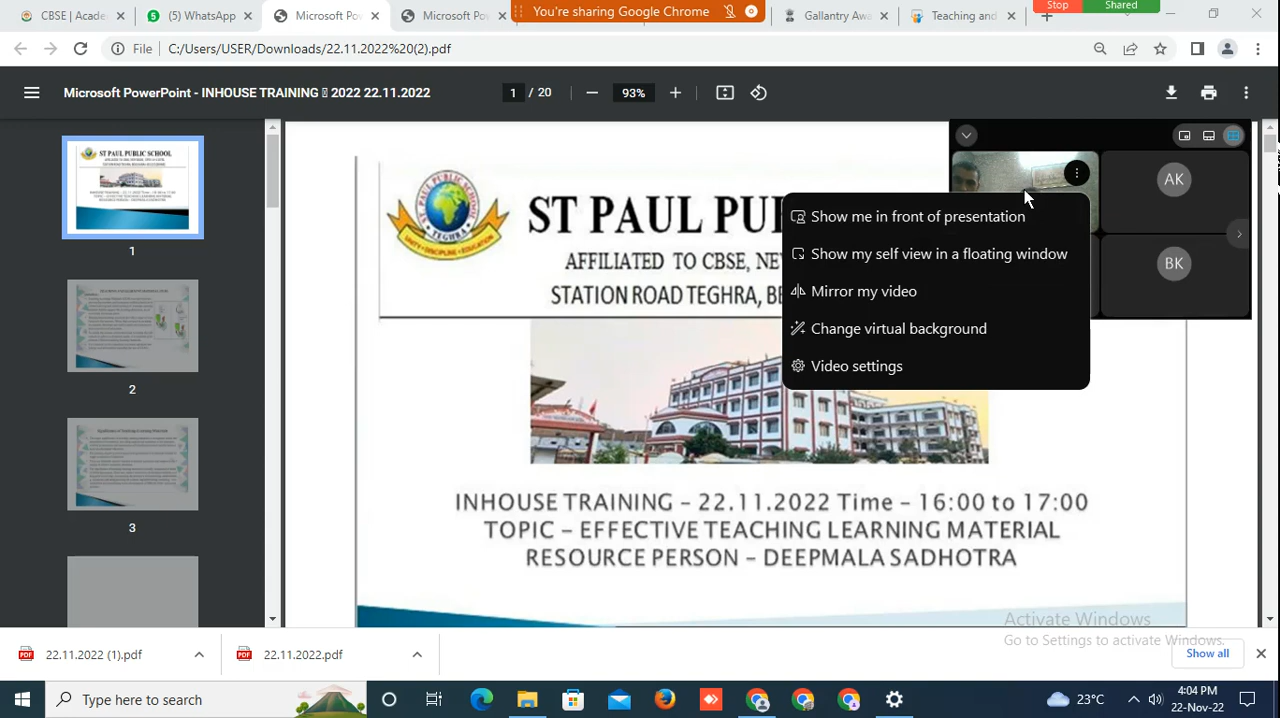 CBSE | Acade
(5) WhatsApp
Microsoft Po
Microsoft Po
You're sharing Google Chrome
Gallantry Awa
Teaching and
Stop
Shared
File
C:/Users/USER/Downloads/22.11.2022%20(2).pdf
Microsoft PowerPoint - INHOUSE TRAINING 2022 22.11.2022
1 / 20
93%
ST PAUL PUBLIC SCHOOL
1
2
3
ST PAUL PU
AFFILIATED TO CBSE, NE
STATION ROAD TEGHRA, BE
TEGHRA
UNITY • DISCIPLINE • EDUCATION
AK
BK
Show me in front of presentation
Show my self view in a floating window
Mirror my video
Change virtual background
Video settings
INHOUSE TRAINING – 22.11.2022 Time – 16:00 to 17:00
TOPIC – EFFECTIVE TEACHING LEARNING MATERIAL
RESOURCE PERSON – DEEPMALA SADHOTRA
Activate Windows
Go to Settings to activate Windows.
22.11.2022 (1).pdf
22.11.2022.pdf
Show all
Type here to search
23°C
4:04 PM
22-Nov-22